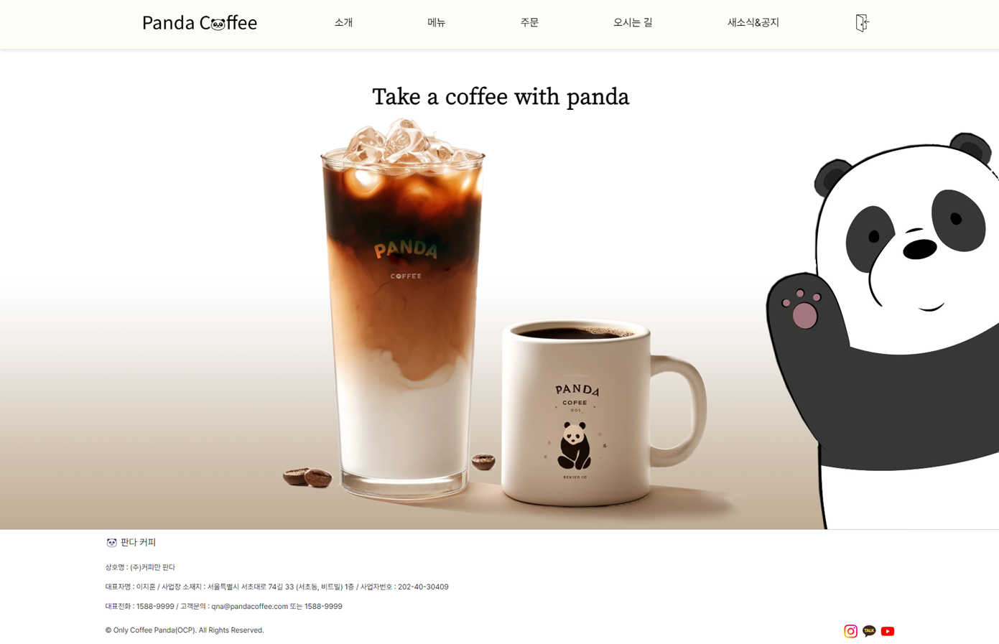 Panda Coffee
소개
메뉴
주문
오시는 길
새소식&공지
Take a coffee with panda
PANDA
COFFEE
PANDA
COFEE
판다 커피
상호명 : (주)커피만 판다
대표자명 : 이지훈 / 사업장 소재지 : 서울특별시 서초대로 74길 33 (서초동, 비트빌) 1층 / 사업자번호 : 202-40-30409
대표전화 : 1588-9999 / 고객문의 : qna@pandacoffee.com 또는 1588-9999
© Only Coffee Panda(OCP). All Rights Reserved.
TALK